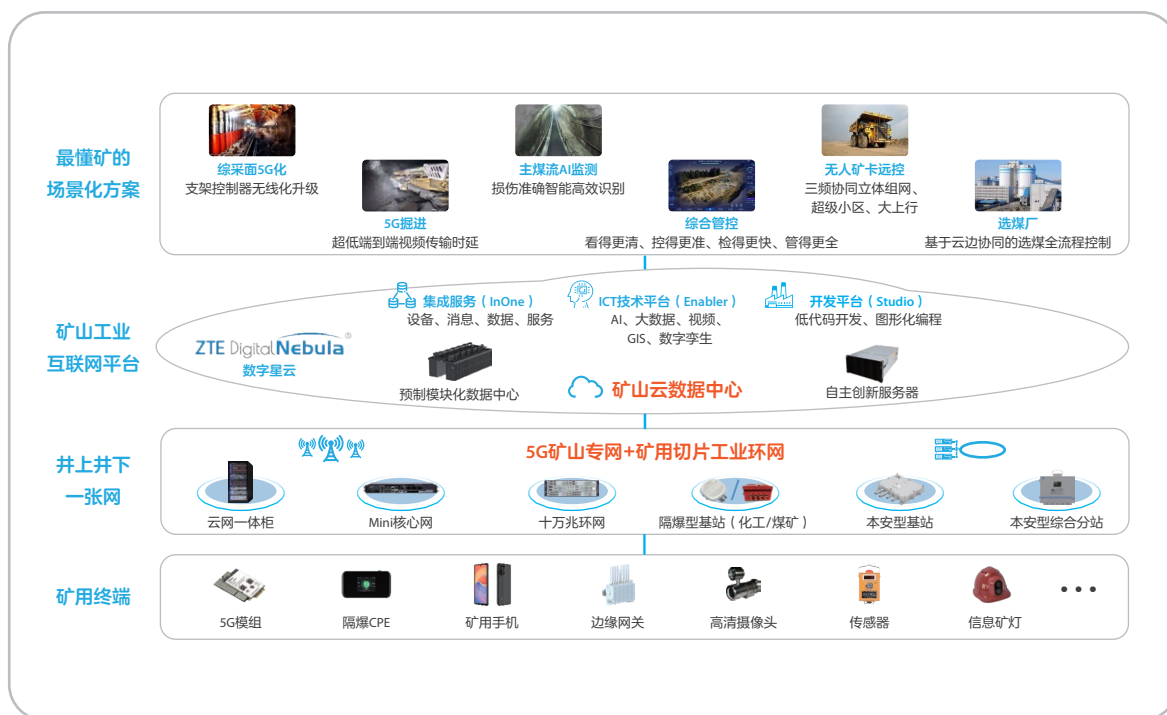 最懂矿的
场景化方案
综采面5G化
支架控制器无线化升级
5G掘进
超低端到端视频传输时延
主煤流AI监测
损伤准确智能高效识别
综合管控
看得更清、控得更准、检得更快、管得更全
无人矿卡远控
三频协同立体组网、
超级小区、大上行
选煤厂
基于云边协同的选煤全流程控制
矿山工业
互联网平台
ZTE Digital Nebula®
数字星云
集成服务（InOne）
设备、消息、数据、服务
ICT技术平台（Enabler）
AI、大数据、视频、
GIS、数字孪生
开发平台（Studio）
低代码开发、图形化编程
预制模块化数据中心
矿山云数据中心
自主创新服务器
井上井下
一张网
5G矿山专网+矿用切片工业环网
云网一体柜
Mini核心网
十万兆环网
隔爆型基站（化工/煤矿）
本安型基站
本安型综合分站
矿用终端
5G模组
隔爆CPE
矿用手机
边缘网关
高清摄像头
传感器
信息矿灯
•••